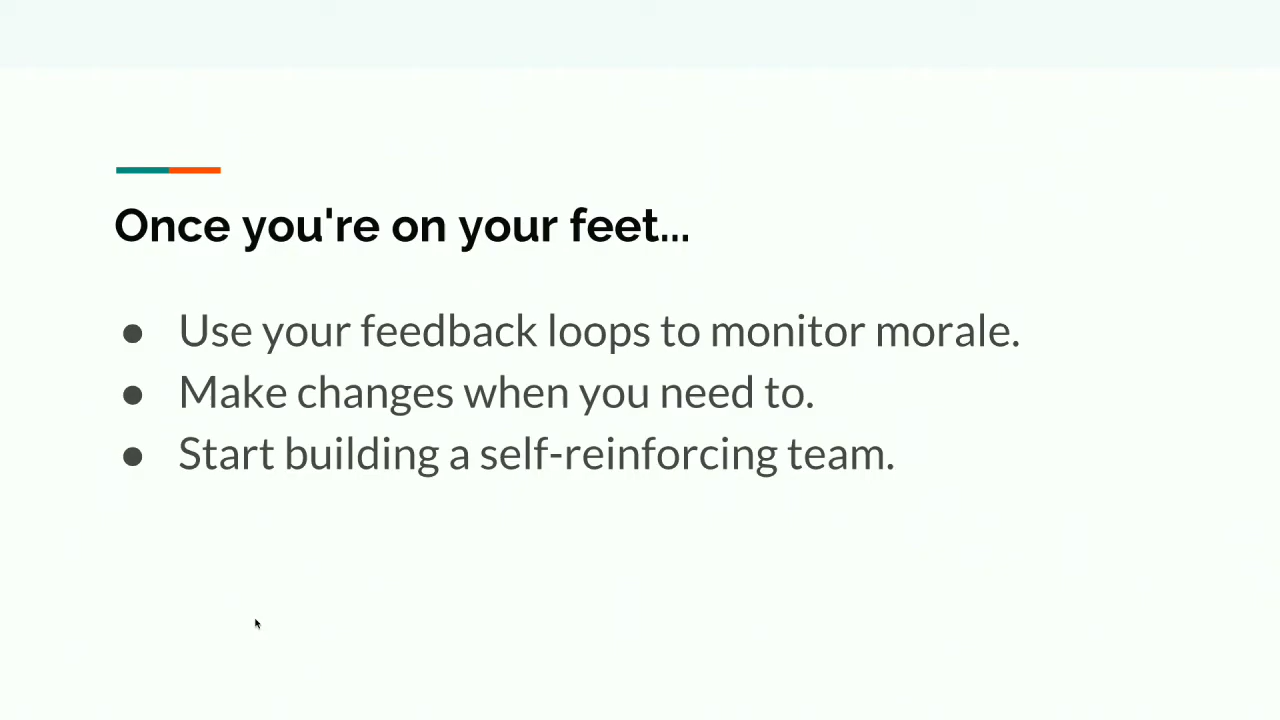 Once you're on your feet...
● Use your feedback loops to monitor morale.
● Make changes when you need to.
● Start building a self-reinforcing team.